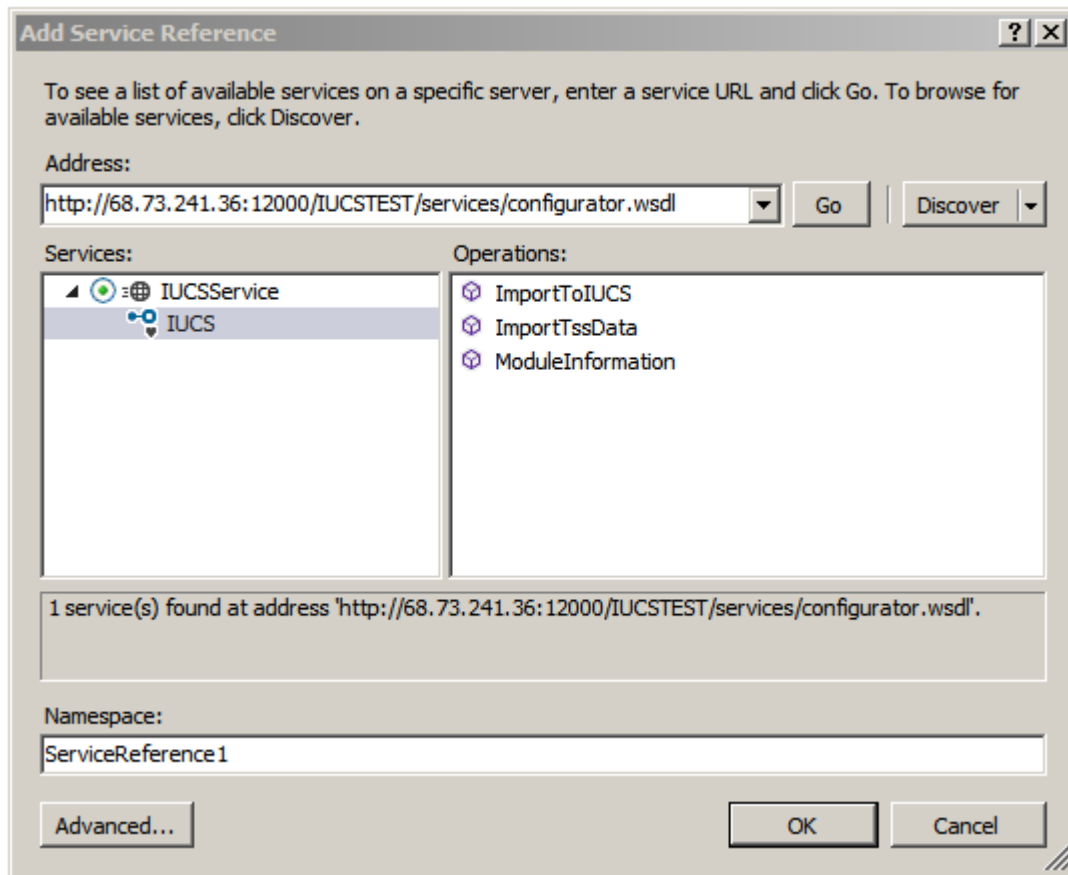 Add Service Reference
To see a list of available services on a specific server, enter a service URL and click Go. To browse for
available services, click Discover.
Address:
http://68.73.241.36:12000/IUCSTEST/services/configurator.wsdl Go Discover
Services: Operations:
IUCSService ImportToIUCS
IUCS ImportTssData
ModuleInformation
1 service(s) found at address 'http://68.73.241.36:12000/IUCSTEST/services/configurator.wsdl'.
Namespace:
ServiceReference1
Advanced... OK Cancel